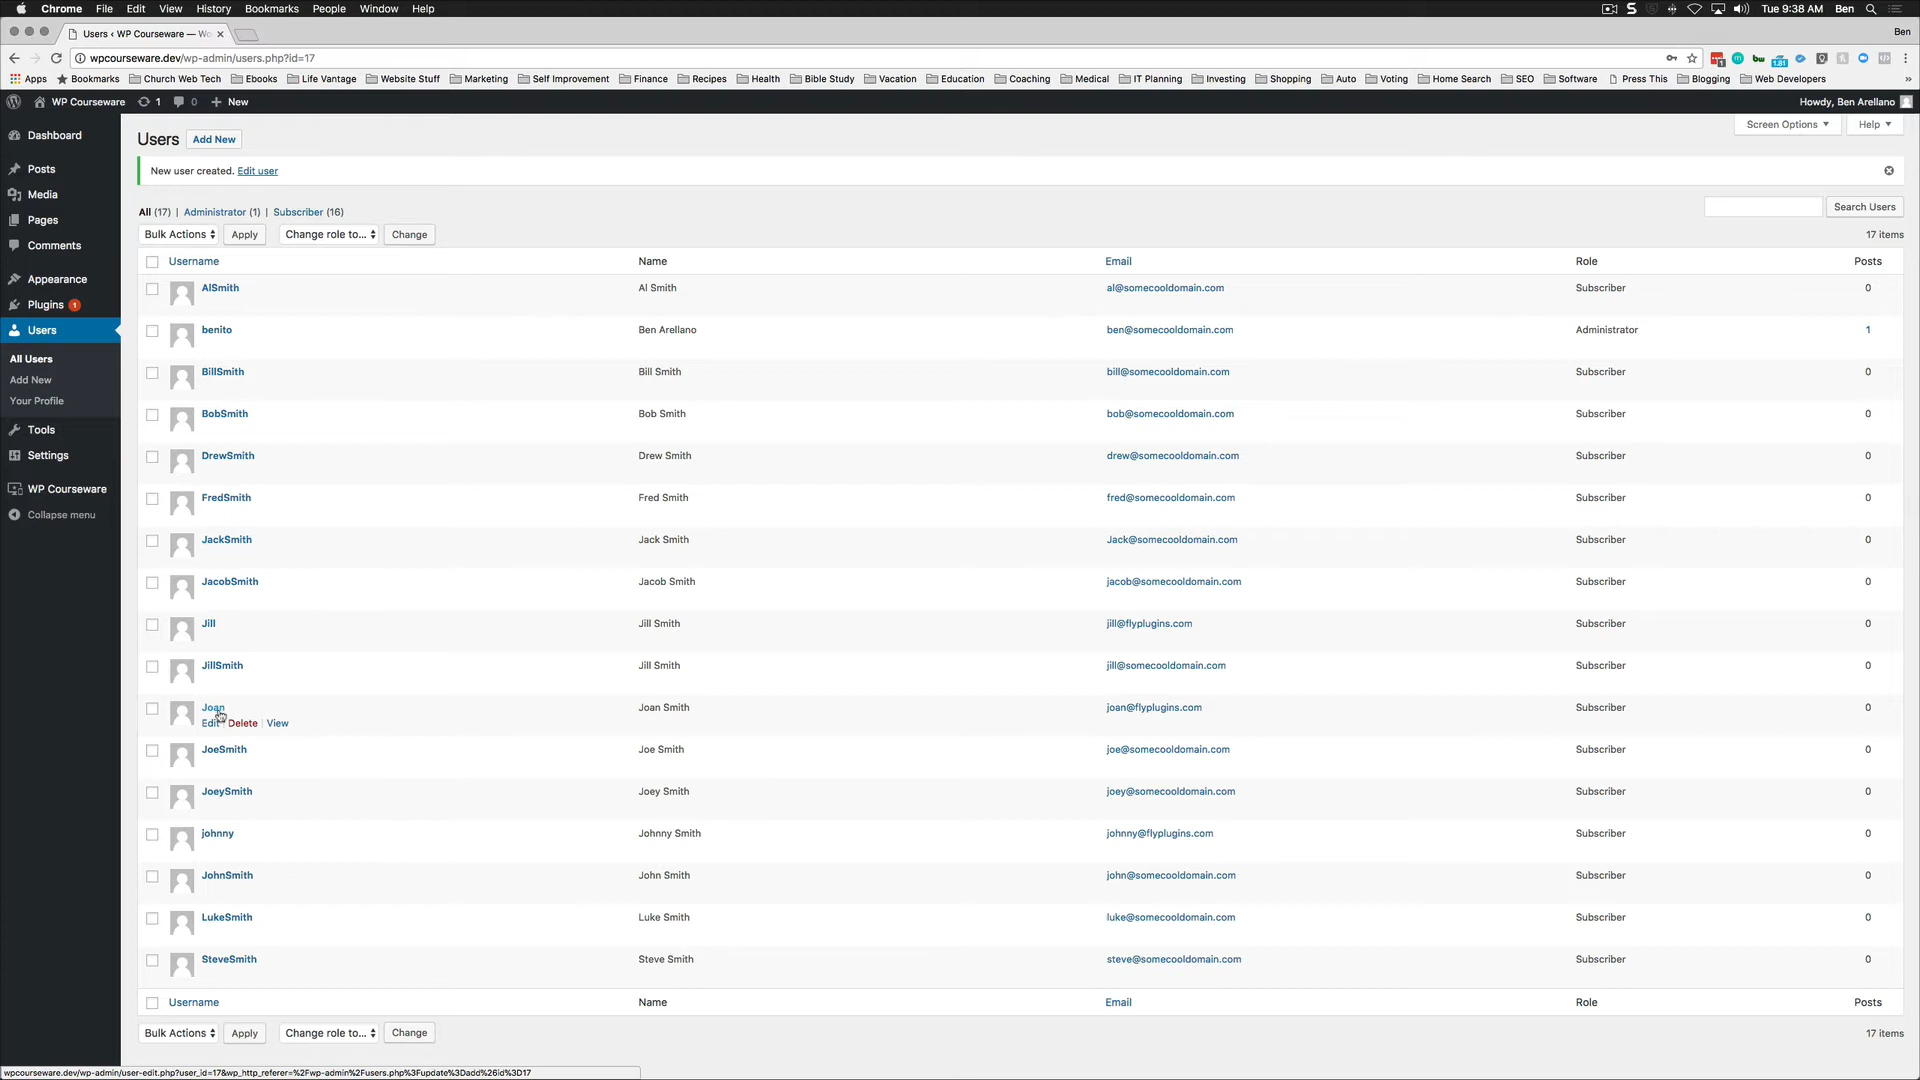 Chrome File Edit View History Bookmarks People Window Help Tue 9:38 AM Ben
Users ‹ WP Courseware — Wo Ben
wpcourseware.dev/wp-admin/users.php?id=17
Apps Bookmarks Church Web Tech Ebooks Life Vantage Website Stuff Marketing Self Improvement Finance Recipes Health Bible Study Vacation Education Coaching Medical IT Planning Investing Shopping Auto Voting Home Search SEO Software Press This Blogging Web Developers »
WP Courseware 1 0 + New Howdy, Ben Arellano
Dashboard
Posts
Media
Pages
Comments
Appearance
Plugins 1
Users
All Users
Add New
Your Profile
Tools
Settings
WP Courseware
Collapse menu
Screen Options Help
Users Add New
New user created. Edit user
All (17) | Administrator (1) | Subscriber (16) Search Users
Bulk Actions Apply Change role to... Change 17 items
Username Name Email Role Posts
AlSmith Al Smith al@somecooldomain.com Subscriber 0
benito Ben Arellano ben@somecooldomain.com Administrator 1
BillSmith Bill Smith bill@somecooldomain.com Subscriber 0
BobSmith Bob Smith bob@somecooldomain.com Subscriber 0
DrewSmith Drew Smith drew@somecooldomain.com Subscriber 0
FredSmith Fred Smith fred@somecooldomain.com Subscriber 0
JackSmith Jack Smith Jack@somecooldomain.com Subscriber 0
JacobSmith Jacob Smith jacob@somecooldomain.com Subscriber 0
Jill Jill Smith jill@flyplugins.com Subscriber 0
JillSmith Jill Smith jill@somecooldomain.com Subscriber 0
Joan Joan Smith joan@flyplugins.com Subscriber 0
Edit | Delete | View
JoeSmith Joe Smith joe@somecooldomain.com Subscriber 0
JoeySmith Joey Smith joey@somecooldomain.com Subscriber 0
johnny Johnny Smith johnny@flyplugins.com Subscriber 0
JohnSmith John Smith john@somecooldomain.com Subscriber 0
LukeSmith Luke Smith luke@somecooldomain.com Subscriber 0
SteveSmith Steve Smith steve@somecooldomain.com Subscriber 0
Username Name Email Role Posts
Bulk Actions Apply Change role to... Change 17 items
wpcourseware.dev/wp-admin/user-edit.php?user_id=17&wp_http_referer=%2Fwp-admin%2Fusers.php%3Fupdate%3Dadd%26id%3D17